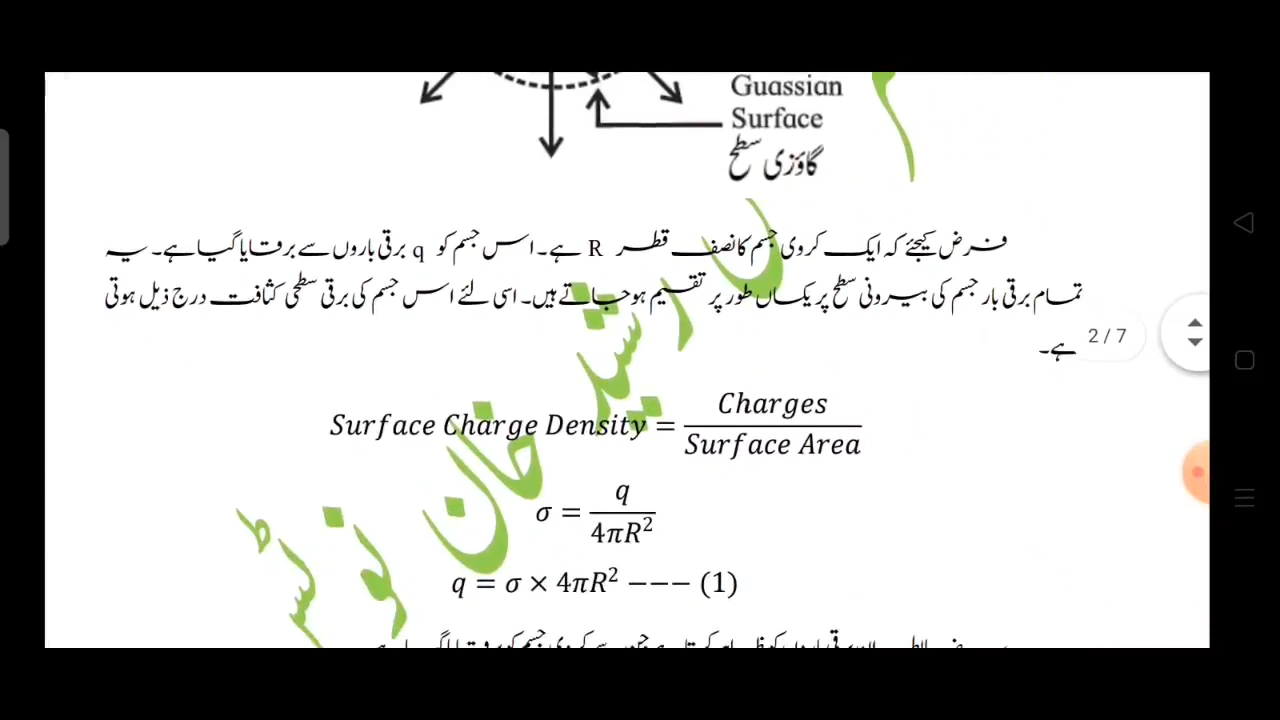 Guassian
Surface
گاؤزی سطح
فرض کیجئے کہ ایک کروی جسم کا نصف قطر R ہے۔ اس جسم کو q برقی باروں سے برقایا گیا ہے۔ یہ
تمام برقی بار جسم کی بیرونی سطح پر یکساں طور پر تقسیم ہو جاتے ہیں۔ اسی لئے اس جسم کی برقی سطحی کثافت درج ذیل ہوتی
ہے۔
2 / 7
Surface Charge Density = Charges / Surface Area
σ = q / 4πR²
q = σ × 4πR² −−− (1)
رشید خان نوٹس